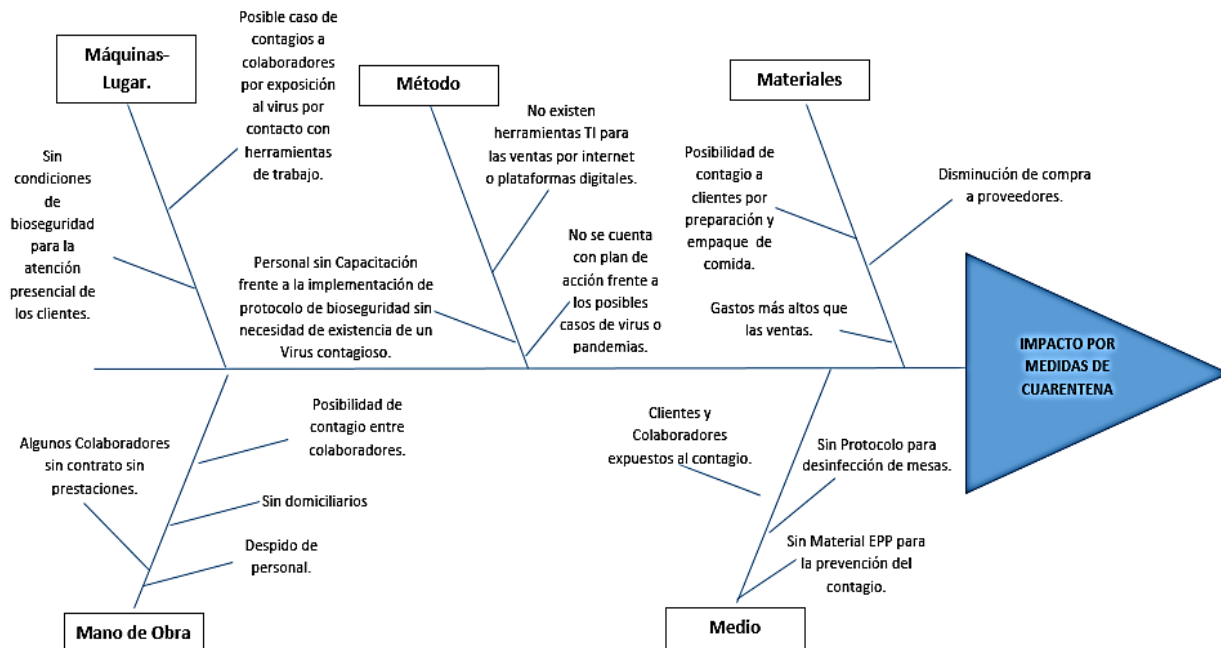 Máquinas-
Lugar.
Posible caso de
contagios a
colaboradores
por exposición
al virus por
contacto con
herramientas
de trabajo.
Sin
condiciones
de
bioseguridad
para la
atención
presencial de
los clientes.
Método
No existen
herramientas TI para
las ventas por internet
o plataformas digitales.
Personal sin Capacitación
frente a la implementación de
protocolo de bioseguridad sin
necesidad de existencia de un
Virus contagioso.
No se cuenta
con plan de
acción frente a
los posibles
casos de virus o
pandemias.
Materiales
Posibilidad de
contagio a
clientes por
preparación y
empaque de
comida.
Disminución de compra
a proveedores.
Gastos más altos que
las ventas.
IMPACTO POR
MEDIDAS DE
CUARENTENA
Algunos Colaboradores
sin contrato sin
prestaciones.
Posibilidad de
contagio entre
colaboradores.
Sin domiciliarios
Despido de
personal.
Mano de Obra
Clientes y
Colaboradores
expuestos al contagio.
Sin Protocolo para
desinfección de mesas.
Sin Material EPP para
la prevención del
contagio.
Medio